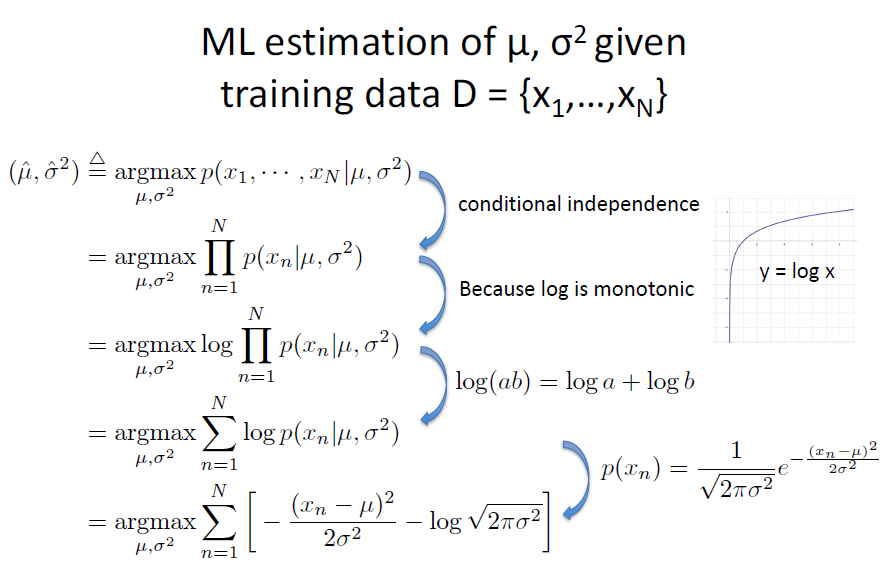 ML estimation of μ, σ² given
training data D = {x₁,…,x_N}
(μ̂, σ̂²) ≜ argmax_{μ,σ²} p(x₁, ⋯ , x_N|μ, σ²)
conditional independence
= argmax_{μ,σ²} ∏_{n=1}^{N} p(x_n|μ, σ²)
y = log x
Because log is monotonic
= argmax_{μ,σ²} log ∏_{n=1}^{N} p(x_n|μ, σ²)
log(ab) = log a + log b
= argmax_{μ,σ²} ∑_{n=1}^{N} log p(x_n|μ, σ²)
p(x_n) = 1/√(2πσ²) e^{−(x_n−μ)²/2σ²}
= argmax_{μ,σ²} ∑_{n=1}^{N} [ − (x_n − μ)²/2σ² − log √(2πσ²) ]